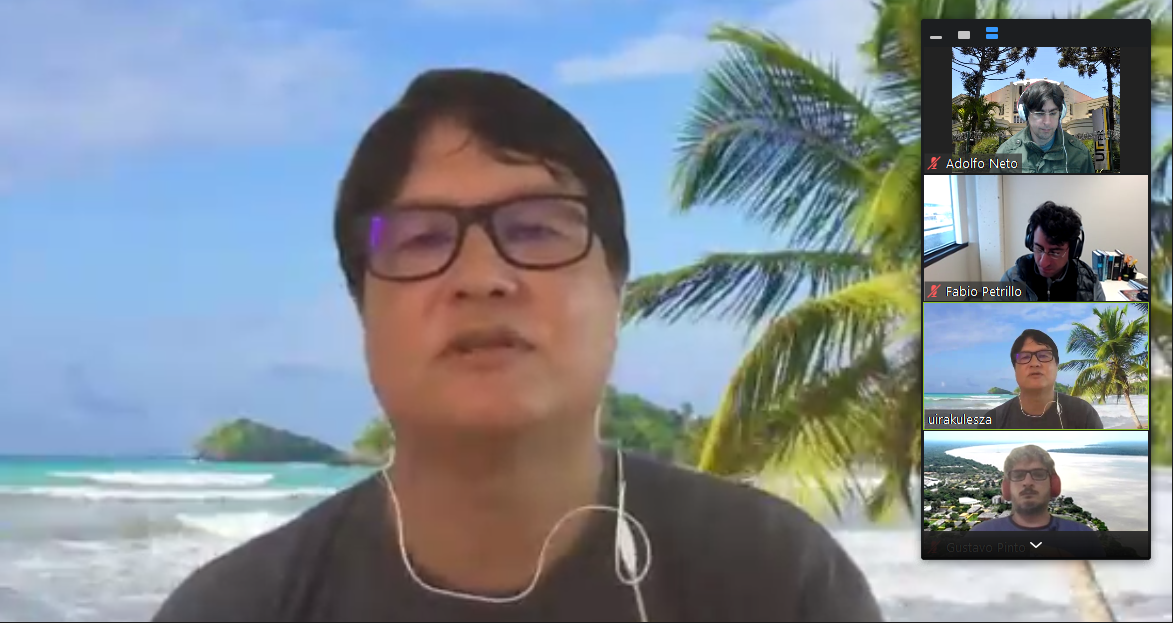 Adolfo Neto
Fabio Petrillo
uirakulesza
Gustavo Pinto